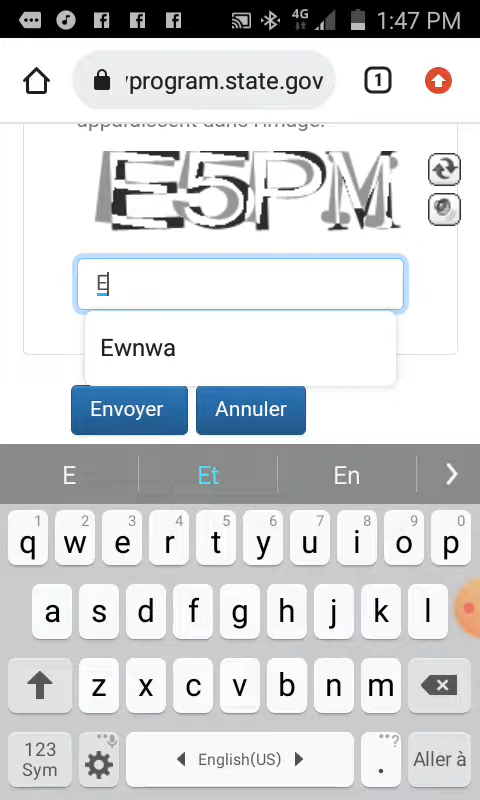 4G 1:47 PM
program.state.gov 1
apparaissent dans l'image.
E5PM
E
Ewnwa
Envoyer Annuler
E Et En
1 2 3 4 5 6 7 8 9 0
q w e r t y u i o p
a s d f g h j k l
z x c v b n m
123 Sym English(US) . ? Aller à